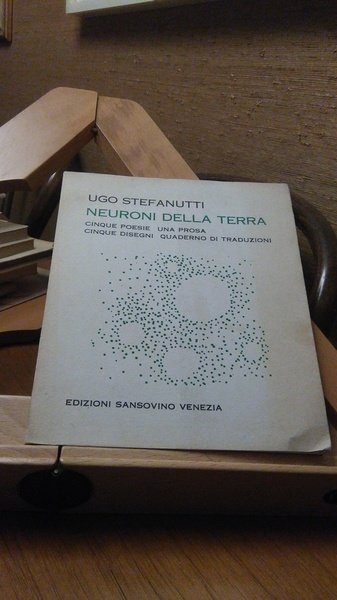 UGO STEFANUTTI
NEURONI DELLA TERRA
CINQUE POESIE UNA PROSA
CINQUE DISEGNI QUADERNO DI TRADUZIONI
EDIZIONI SANSOVINO VENEZIA